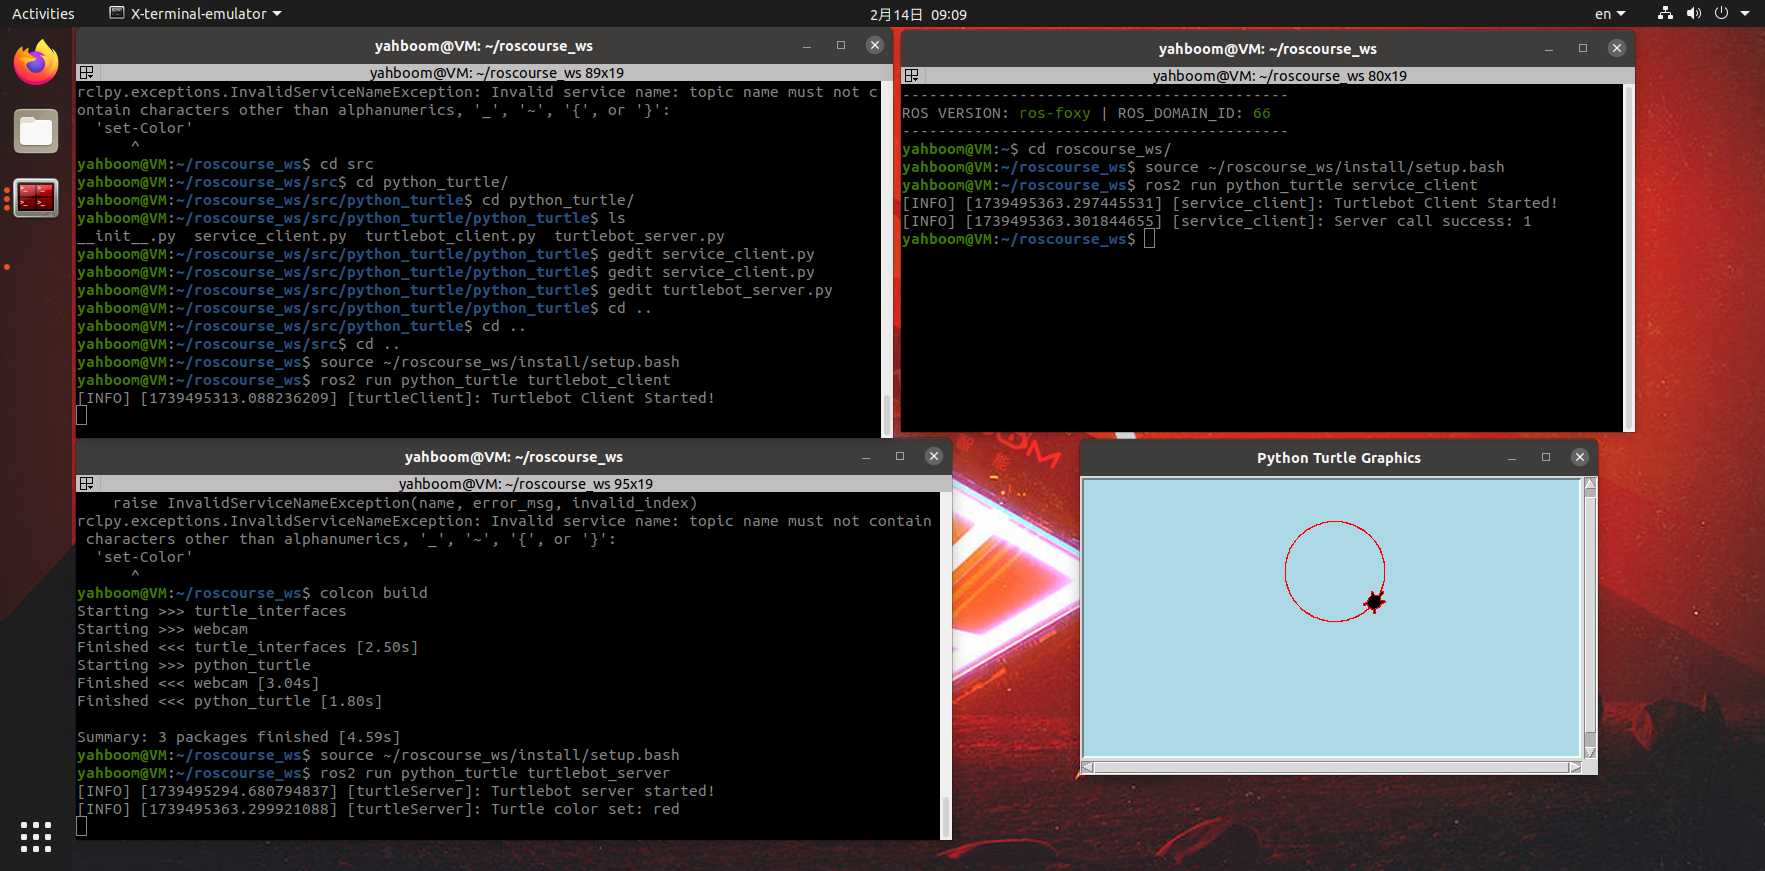 Activities
X-terminal-emulator
2月14日 09:09
en
yahboom@VM: ~/roscourse_ws
yahboom@VM: ~/roscourse_ws 89x19
rclpy.exceptions.InvalidServiceNameException: Invalid service name: topic name must not c
ontain characters other than alphanumerics, '_', '~', '{', or '}':
  'set-Color'
      ^
yahboom@VM:~/roscourse_ws$ cd src
yahboom@VM:~/roscourse_ws/src$ cd python_turtle/
yahboom@VM:~/roscourse_ws/src/python_turtle$ cd python_turtle/
yahboom@VM:~/roscourse_ws/src/python_turtle/python_turtle$ ls
__init__.py  service_client.py  turtlebot_client.py  turtlebot_server.py
yahboom@VM:~/roscourse_ws/src/python_turtle/python_turtle$ gedit service_client.py
yahboom@VM:~/roscourse_ws/src/python_turtle/python_turtle$ gedit service_client.py
yahboom@VM:~/roscourse_ws/src/python_turtle/python_turtle$ gedit turtlebot_server.py
yahboom@VM:~/roscourse_ws/src/python_turtle/python_turtle$ cd ..
yahboom@VM:~/roscourse_ws/src/python_turtle$ cd ..
yahboom@VM:~/roscourse_ws/src$ cd ..
yahboom@VM:~/roscourse_ws$ source ~/roscourse_ws/install/setup.bash
yahboom@VM:~/roscourse_ws$ ros2 run python_turtle turtlebot_client
[INFO] [1739495313.088236209] [turtleClient]: Turtlebot Client Started!
yahboom@VM: ~/roscourse_ws
yahboom@VM: ~/roscourse_ws 80x19
-------------------------------------------
ROS VERSION: ros-foxy | ROS_DOMAIN_ID: 66
-------------------------------------------
yahboom@VM:~$ cd roscourse_ws/
yahboom@VM:~/roscourse_ws$ source ~/roscourse_ws/install/setup.bash
yahboom@VM:~/roscourse_ws$ ros2 run python_turtle service_client
[INFO] [1739495363.297445531] [service_client]: Turtlebot Client Started!
[INFO] [1739495363.301844655] [service_client]: Server call success: 1
yahboom@VM:~/roscourse_ws$
yahboom@VM: ~/roscourse_ws
yahboom@VM: ~/roscourse_ws 95x19
    raise InvalidServiceNameException(name, error_msg, invalid_index)
rclpy.exceptions.InvalidServiceNameException: Invalid service name: topic name must not contain
 characters other than alphanumerics, '_', '~', '{', or '}':
  'set-Color'
      ^
yahboom@VM:~/roscourse_ws$ colcon build
Starting >>> turtle_interfaces
Starting >>> webcam
Finished <<< turtle_interfaces [2.50s]
Starting >>> python_turtle
Finished <<< webcam [3.04s]
Finished <<< python_turtle [1.80s]
Summary: 3 packages finished [4.59s]
yahboom@VM:~/roscourse_ws$ source ~/roscourse_ws/install/setup.bash
yahboom@VM:~/roscourse_ws$ ros2 run python_turtle turtlebot_server
[INFO] [1739495294.680794837] [turtleServer]: Turtlebot server started!
[INFO] [1739495363.299921088] [turtleServer]: Turtle color set: red
Python Turtle Graphics